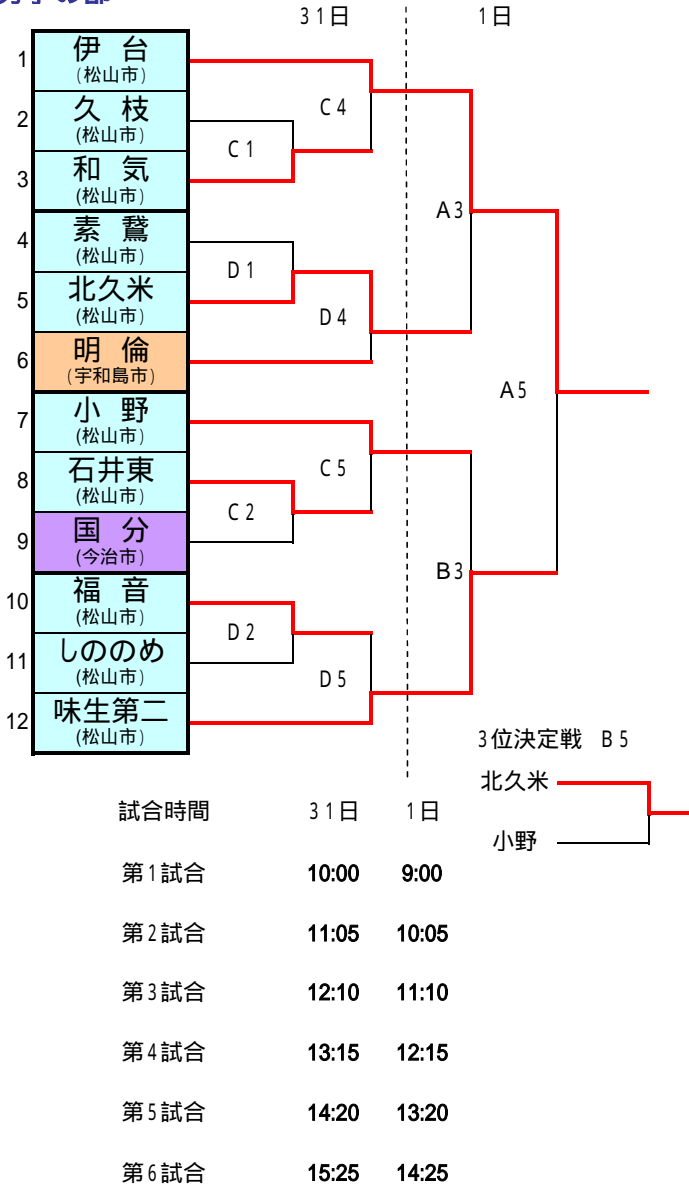 31日 1日
1 伊台
(松山市)
2 久枝
(松山市)
3 和気
(松山市)
4 素鵞
(松山市)
5 北久米
(松山市)
6 明倫
(宇和島市)
7 小野
(松山市)
8 石井東
(松山市)
9 国分
(今治市)
10 福音
(松山市)
11 しののめ
(松山市)
12 味生第二
(松山市)
C1
D1
C2
D2
C4
D4
C5
D5
A3
B3
A5
3位決定戦 B5
北久米
小野
試合時間 31日 1日
第1試合 10:00 9:00
第2試合 11:05 10:05
第3試合 12:10 11:10
第4試合 13:15 12:15
第5試合 14:20 13:20
第6試合 15:25 14:25